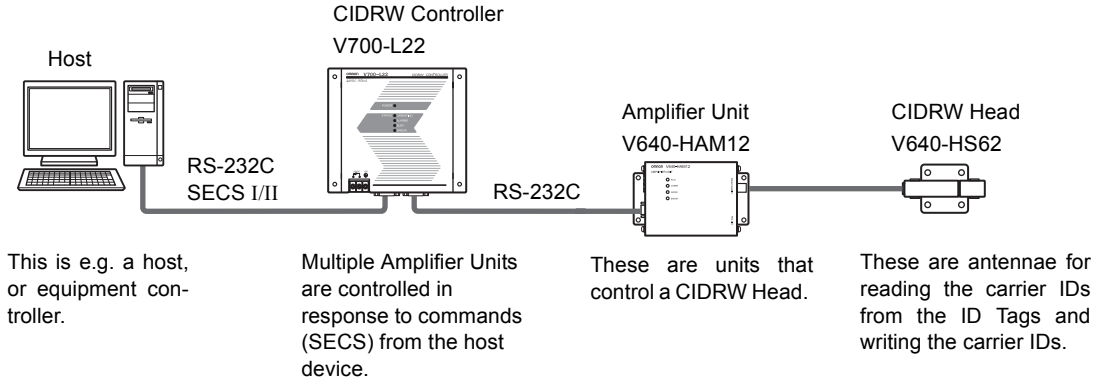 CIDRW Controller
V700-L22
Host
Amplifier Unit
V640-HAM12
CIDRW Head
V640-HS62
RS-232C
SECS I/II
RS-232C
This is e.g. a host,
or equipment con-
troller.
Multiple Amplifier Units
are controlled in
response to commands
(SECS) from the host
device.
These are units that
control a CIDRW Head.
These are antennae for
reading the carrier IDs
from the ID Tags and
writing the carrier IDs.